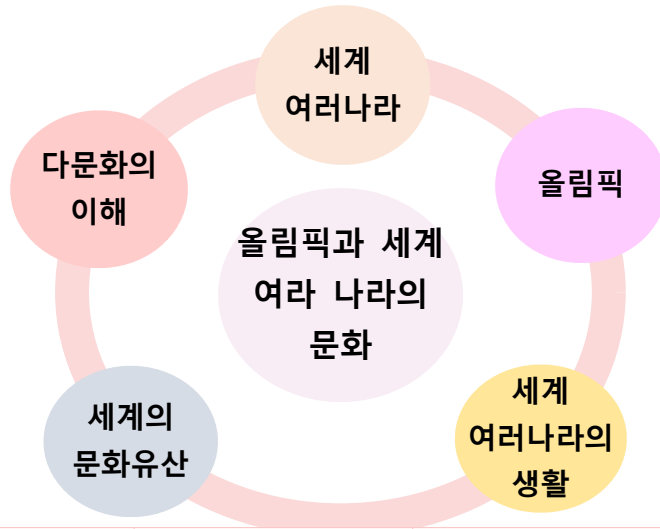 세계
여러나라
올림픽
다문화의
이해
올림픽과 세계
여라 나라의
문화
세계
여러나라의
생활
세계의
문화유산